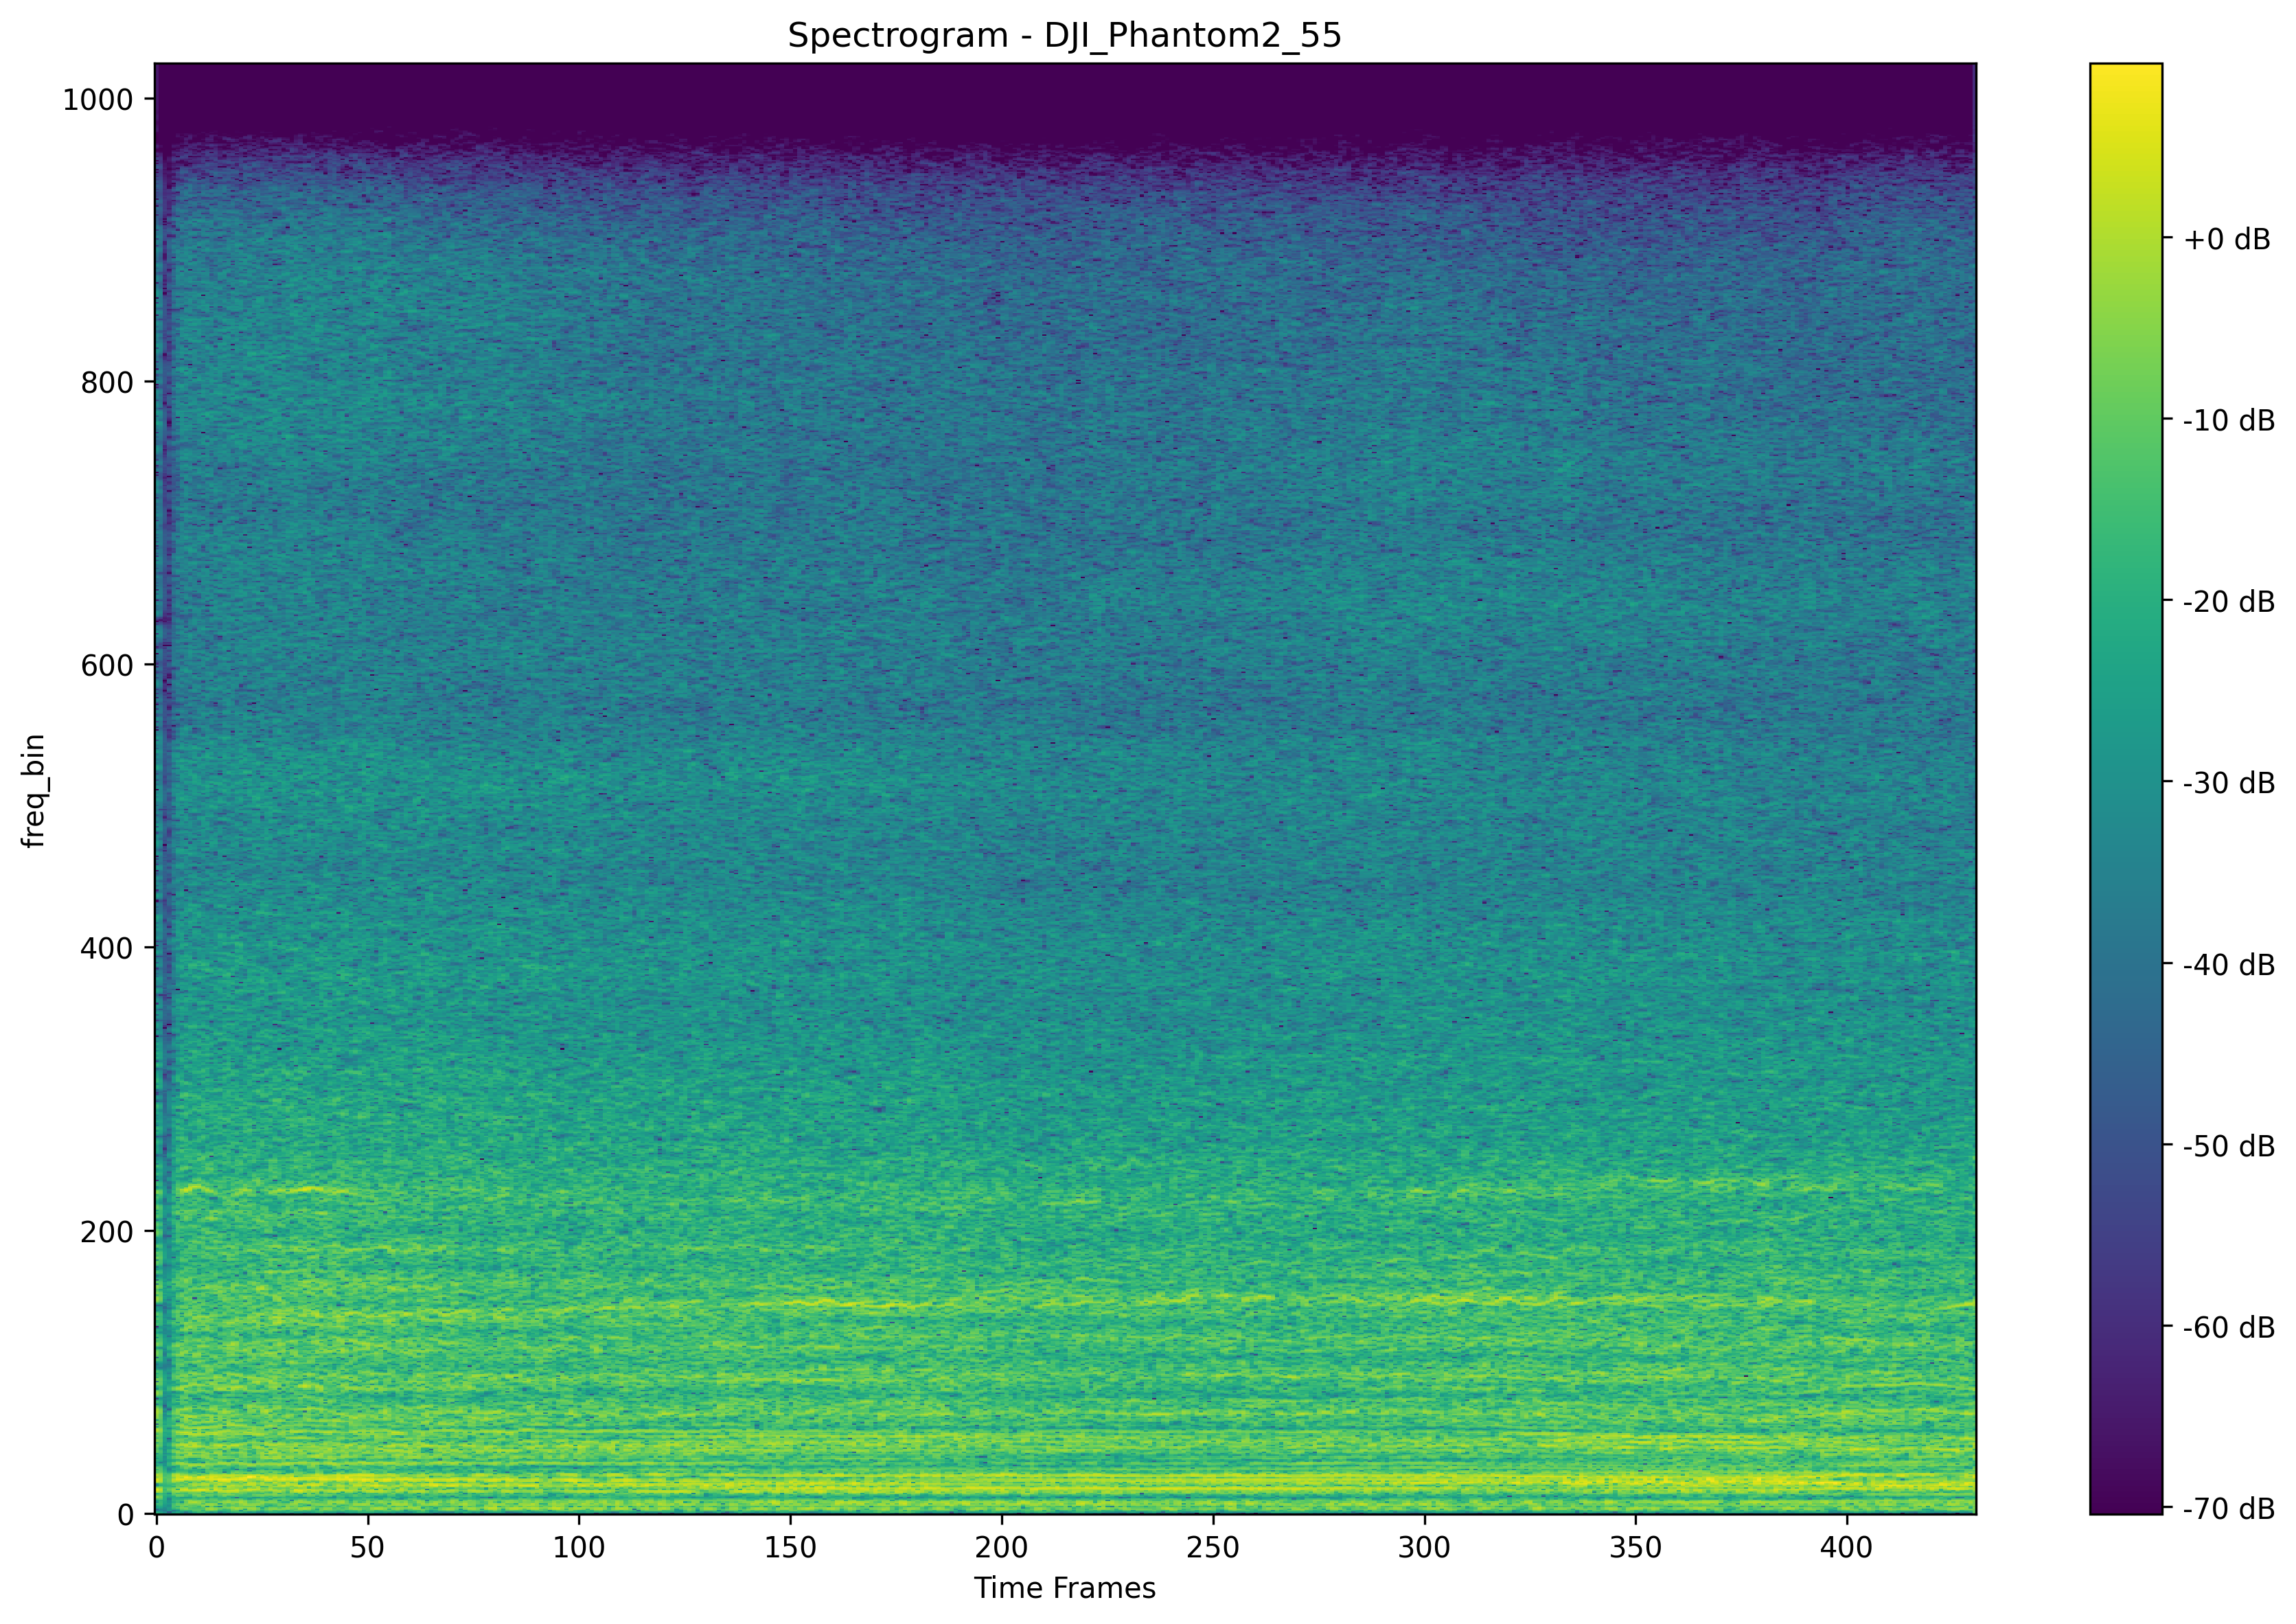 Spectrogram - DJI_Phantom2_55
1000
800
600
400
200
0
freq_bin
0 50 100 150 200 250 300 350 400
Time Frames
+0 dB
-10 dB
-20 dB
-30 dB
-40 dB
-50 dB
-60 dB
-70 dB